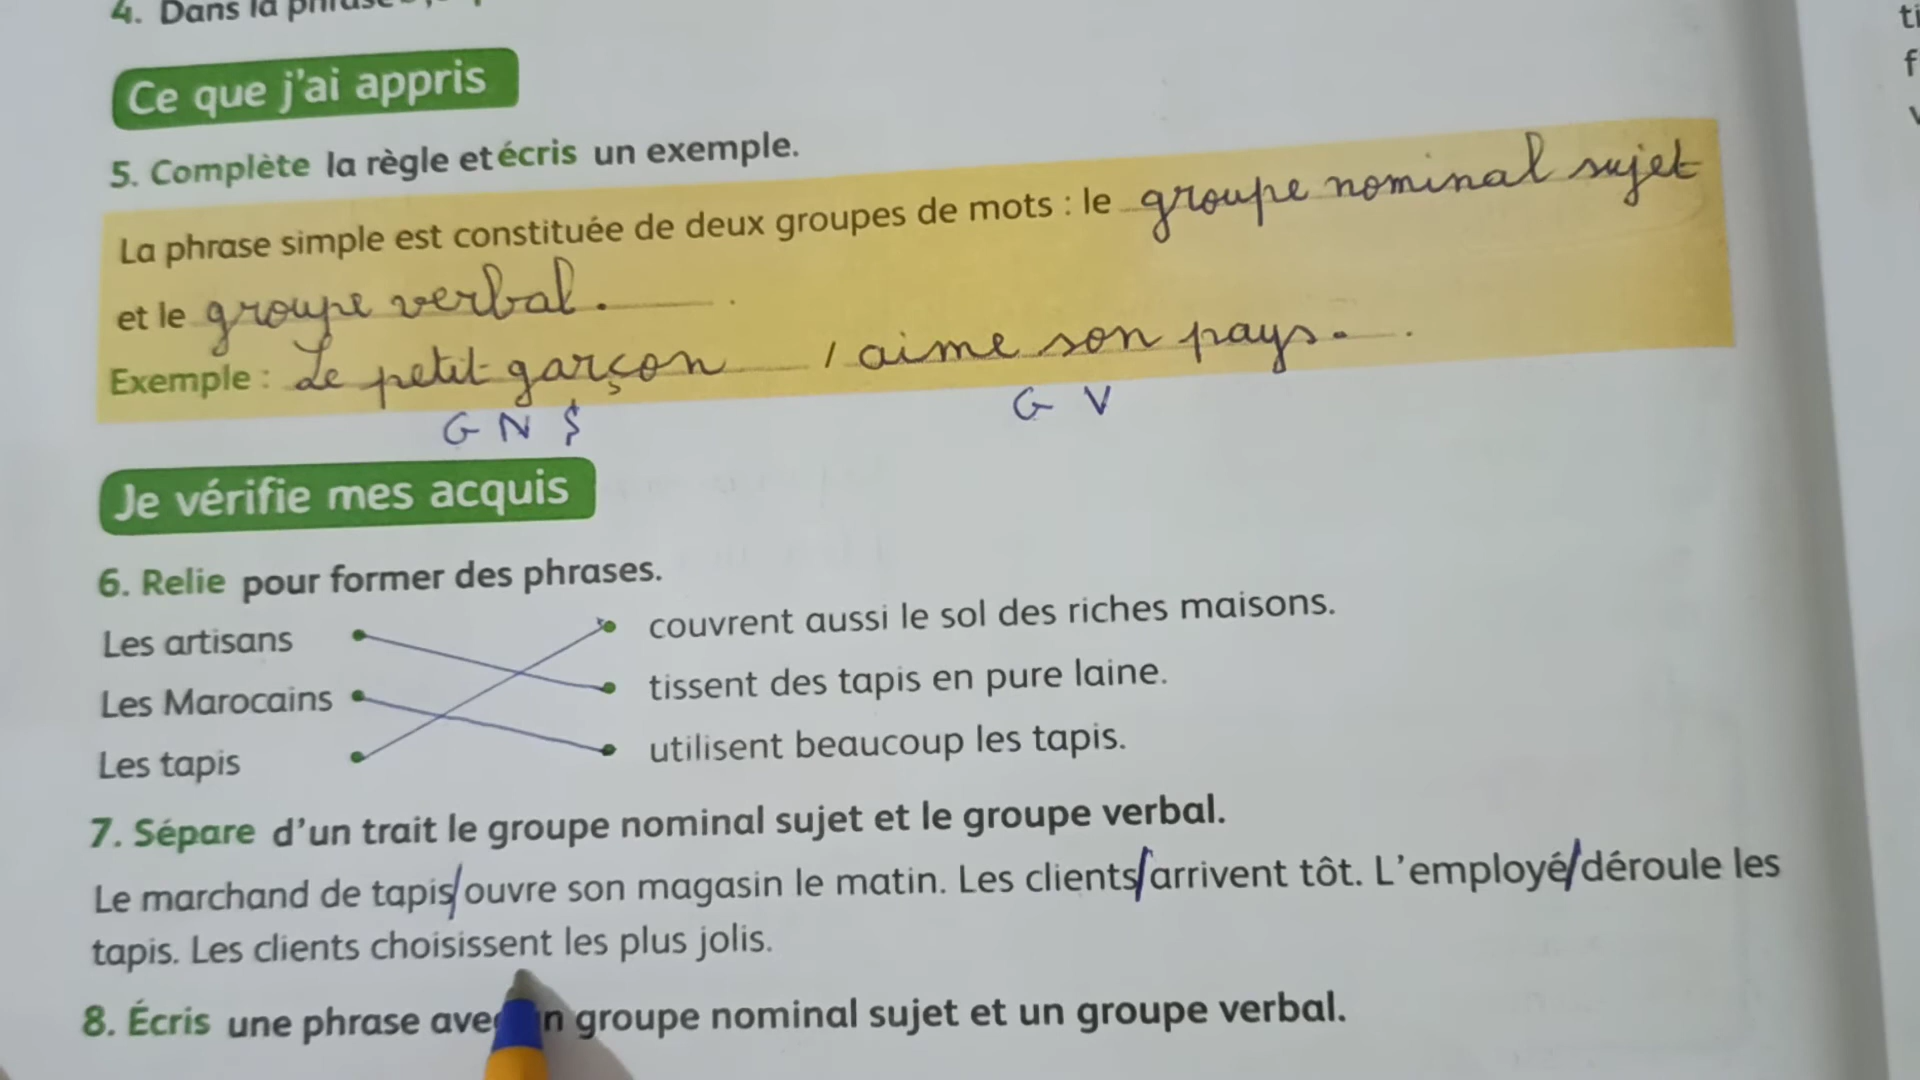 4. Dans la
Ce que j'ai appris
5. Complète la règle et écris un exemple.
La phrase simple est constituée de deux groupes de mots : le groupe nominal sujet
et le groupe verbal.
Exemple : Le petit garçon / aime son pays.
G N S G V
Je vérifie mes acquis
6. Relie pour former des phrases.
Les artisans couvrent aussi le sol des riches maisons.
Les Marocains tissent des tapis en pure laine.
Les tapis utilisent beaucoup les tapis.
7. Sépare d'un trait le groupe nominal sujet et le groupe verbal.
Le marchand de tapis/ouvre son magasin le matin. Les clients/arrivent tôt. L'employé/déroule les
tapis. Les clients choisissent les plus jolis.
8. Écris une phrase groupe nominal sujet et un groupe verbal.